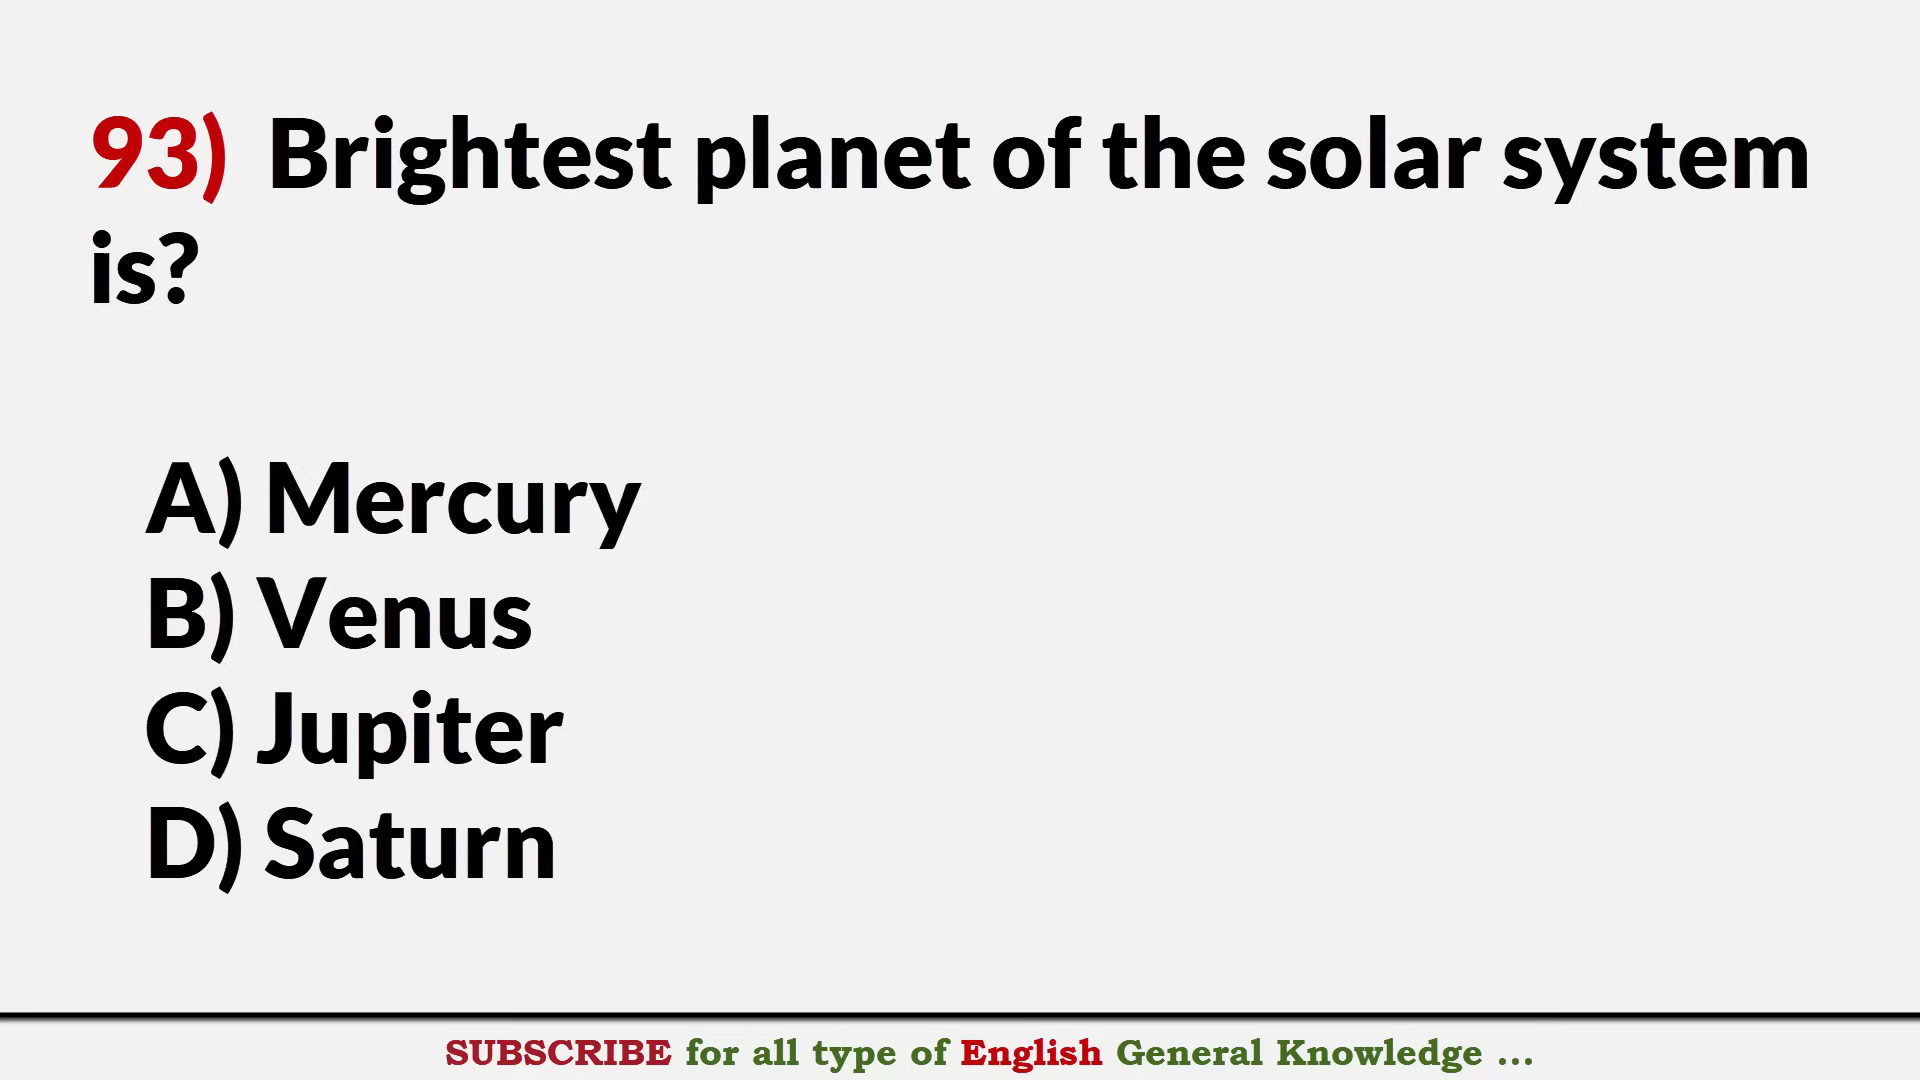 93) Brightest planet of the solar system
is?
A) Mercury
B) Venus
C) Jupiter
D) Saturn
SUBSCRIBE for all type of English General Knowledge ...